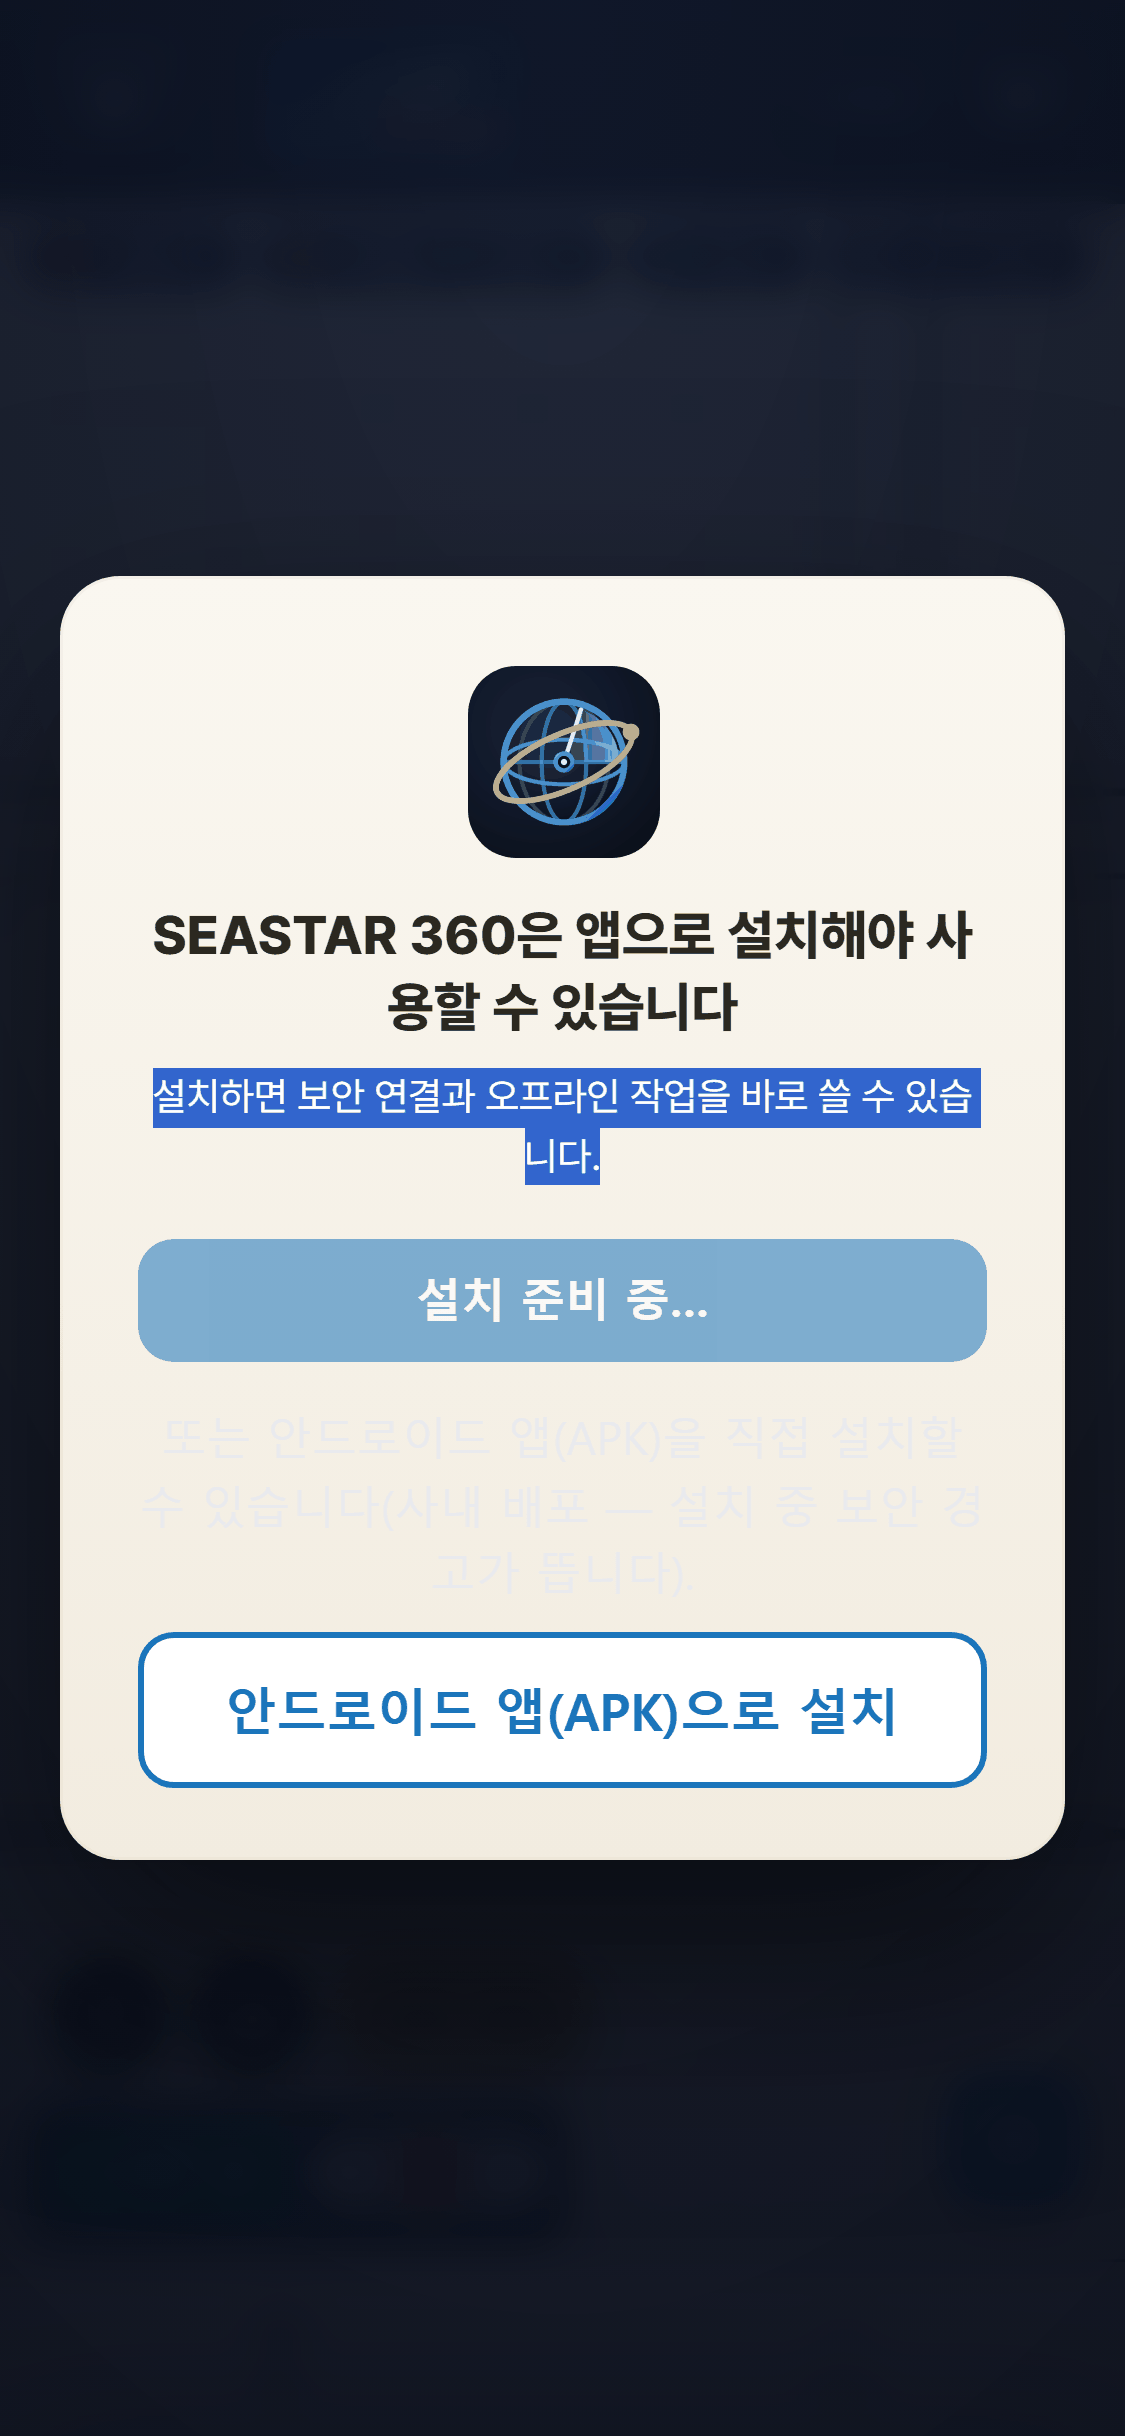 SEASTAR 360은 앱으로 설치해야 사
용할 수 있습니다
설치하면 보안 연결과 오프라인 작업을 바로 쓸 수 있습
니다.
설치 준비 중...
또는 안드로이드 앱(APK)을 직접 설치할
수 있습니다(사내 배포 — 설치 중 보안 경
고가 뜹니다).
안드로이드 앱(APK)으로 설치